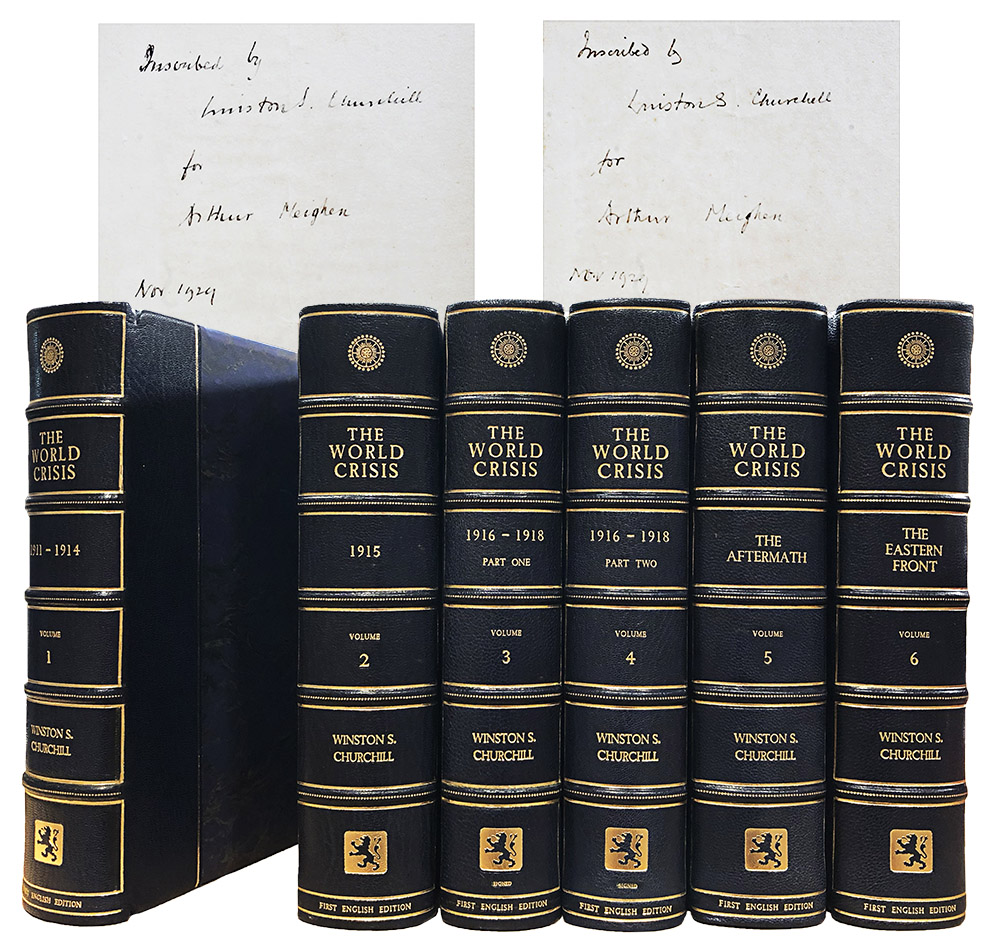 Inscribed by
Winston S. Churchill
for
Arthur Meighen
Nov 1929
Inscribed by
Winston S. Churchill
for
Arthur Meighen
Nov 1929
THE
WORLD
CRISIS
1911 – 1914
VOLUME
1
WINSTON S.
CHURCHILL
FIRST ENGLISH EDITION
THE
WORLD
CRISIS
1915
VOLUME
2
WINSTON S.
CHURCHILL
FIRST ENGLISH EDITION
THE
WORLD
CRISIS
1916 – 1918
PART ONE
VOLUME
3
WINSTON S.
CHURCHILL
SIGNED
FIRST ENGLISH EDITION
THE
WORLD
CRISIS
1916 – 1918
PART TWO
VOLUME
4
WINSTON S.
CHURCHILL
SIGNED
FIRST ENGLISH EDITION
THE
WORLD
CRISIS
THE
AFTERMATH
VOLUME
5
WINSTON S.
CHURCHILL
FIRST ENGLISH EDITION
THE
WORLD
CRISIS
THE
EASTERN
FRONT
VOLUME
6
WINSTON S.
CHURCHILL
FIRST ENGLISH EDITION